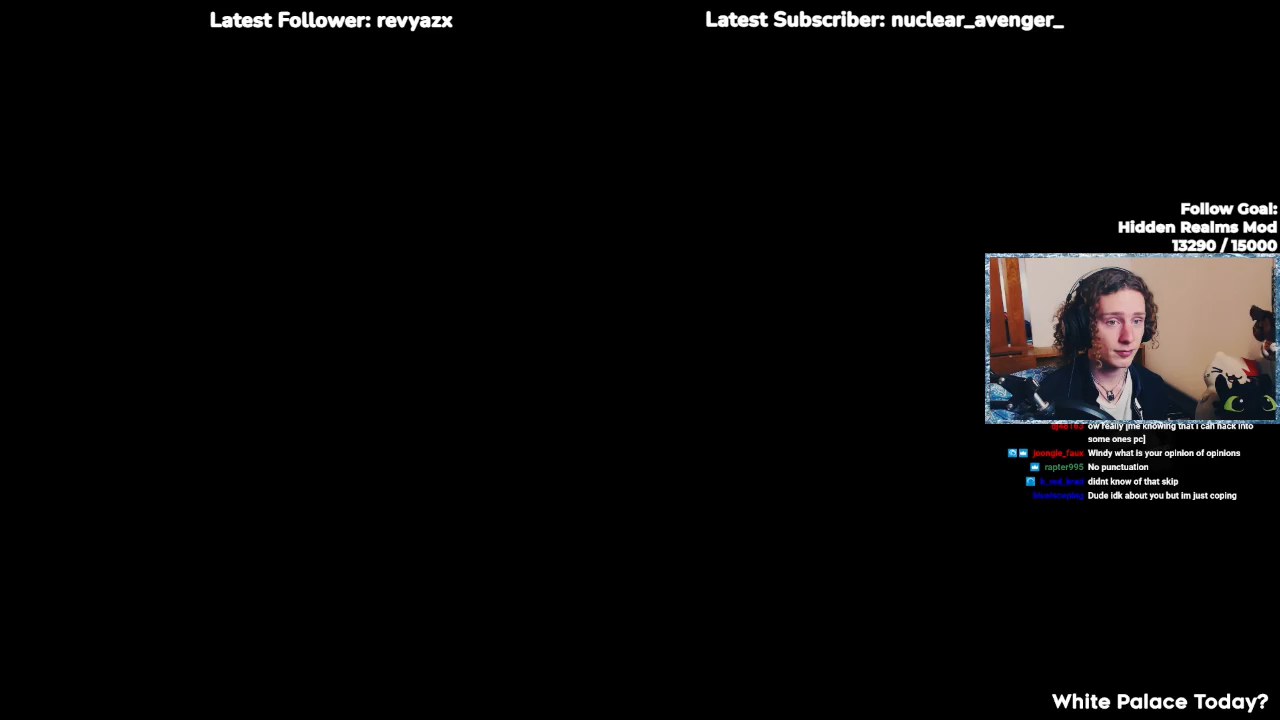 Latest Follower: revyazx
Latest Subscriber: nuclear_avenger_
Follow Goal:
Hidden Realms Mod
13290 / 15000
ow really [me knowing that i can hack into
some ones pc]
joongle_faux Windy what is your opinion of opinions
rapter995 No punctuation
didnt know of that skip
Dude idk about you but im just coping
White Palace Today?